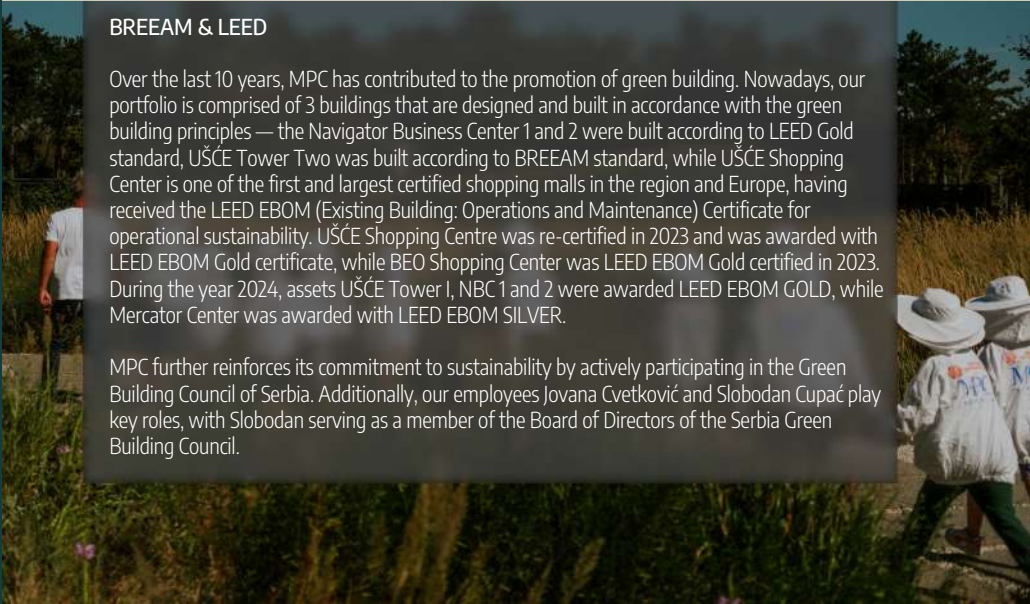 BREEAM & LEED
Over the last 10 years, MPC has contributed to the promotion of green building. Nowadays, our
portfolio is comprised of 3 buildings that are designed and built in accordance with the green
building principles — the Navigator Business Center 1 and 2 were built according to LEED Gold
standard, UŠĆE Tower Two was built according to BREEAM standard, while UŠĆE Shopping
Center is one of the first and largest certified shopping malls in the region and Europe, having
received the LEED EBOM (Existing Building: Operations and Maintenance) Certificate for
operational sustainability. UŠĆE Shopping Centre was re-certified in 2023 and was awarded with
LEED EBOM Gold certificate, while BEO Shopping Center was LEED EBOM Gold certified in 2023.
During the year 2024, assets UŠĆE Tower I, NBC 1 and 2 were awarded LEED EBOM GOLD, while
Mercator Center was awarded with LEED EBOM SILVER.
MPC further reinforces its commitment to sustainability by actively participating in the Green
Building Council of Serbia. Additionally, our employees Jovana Cvetković and Slobodan Cupać play
key roles, with Slobodan serving as a member of the Board of Directors of the Serbia Green
Building Council.
MPC